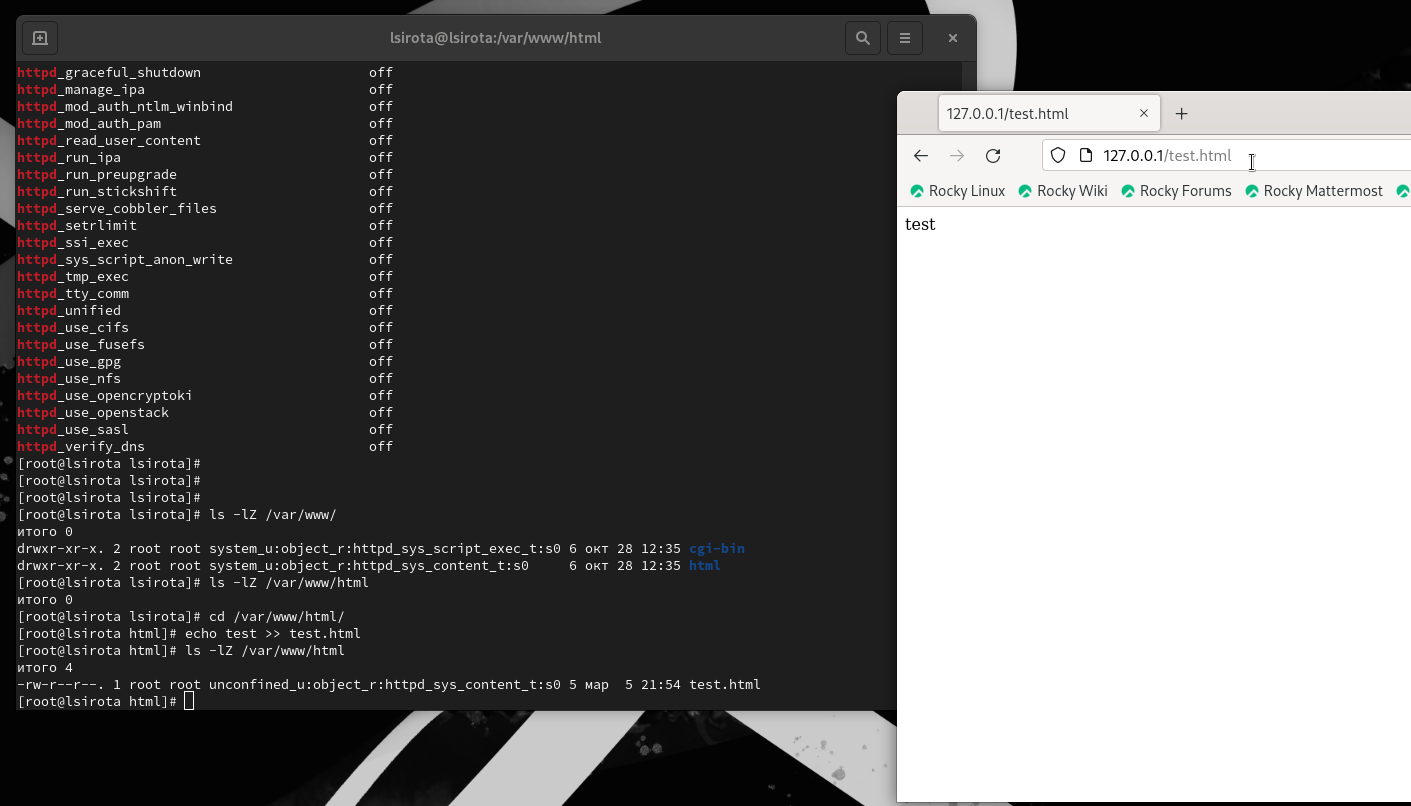 lsirota@lsirota:/var/www/html
httpd_graceful_shutdown off
httpd_manage_ipa off
httpd_mod_auth_ntlm_winbind off
httpd_mod_auth_pam off
httpd_read_user_content off
httpd_run_ipa off
httpd_run_preupgrade off
httpd_run_stickshift off
httpd_serve_cobbler_files off
httpd_setrlimit off
httpd_ssi_exec off
httpd_sys_script_anon_write off
httpd_tmp_exec off
httpd_tty_comm off
httpd_unified off
httpd_use_cifs off
httpd_use_fusefs off
httpd_use_gpg off
httpd_use_nfs off
httpd_use_opencryptoki off
httpd_use_openstack off
httpd_use_sasl off
httpd_verify_dns off
[root@lsirota lsirota]#
[root@lsirota lsirota]#
[root@lsirota lsirota]#
[root@lsirota lsirota]# ls -lZ /var/www/
итого 0
drwxr-xr-x. 2 root root system_u:object_r:httpd_sys_script_exec_t:s0 6 окт 28 12:35 cgi-bin
drwxr-xr-x. 2 root root system_u:object_r:httpd_sys_content_t:s0 6 окт 28 12:35 html
[root@lsirota lsirota]# ls -lZ /var/www/html
итого 0
[root@lsirota lsirota]# cd /var/www/html/
[root@lsirota html]# echo test >> test.html
[root@lsirota html]# ls -lZ /var/www/html
итого 4
-rw-r--r--. 1 root root unconfined_u:object_r:httpd_sys_content_t:s0 5 мар 5 21:54 test.html
[root@lsirota html]#
127.0.0.1/test.html
127.0.0.1/test.html
Rocky Linux Rocky Wiki Rocky Forums Rocky Mattermost
test